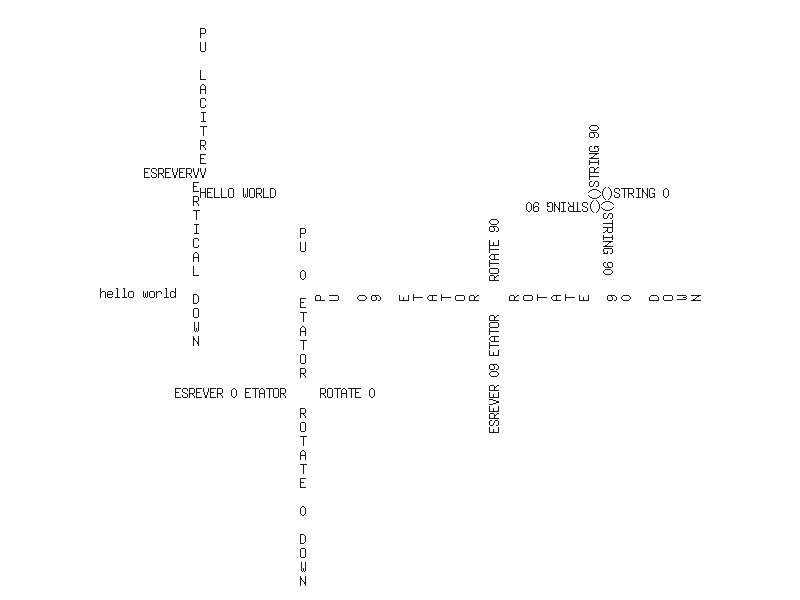 PU LACITREV
()STRING 90
ESREVERV
VERTICAL DOWN
HELLO WORLD
()STRING 0
()STRING 90
()STRING 90
PU 0 ETATOR
ROTATE 90
hello world
PU 09 ETATOR
ROTATE 90 DOWN
ESREVER 09 ETATOR
ESREVER 0 ETATOR
ROTATE 0
ROTATE 0 DOWN